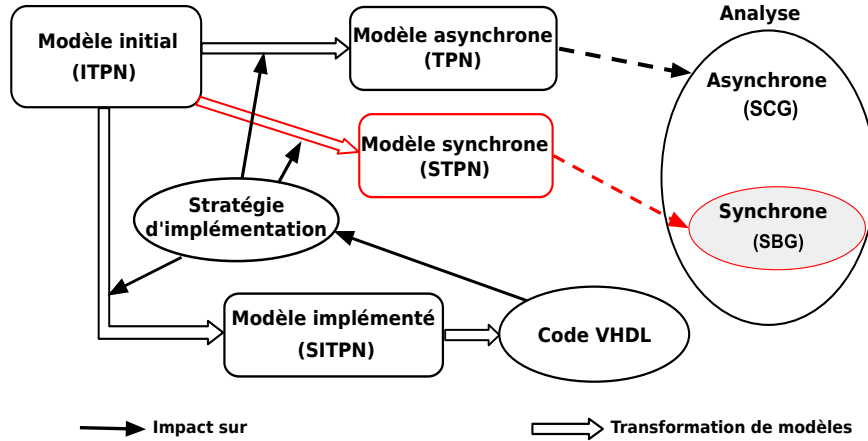 Analyse
Modèle initial
(ITPN)
Modèle asynchrone
(TPN)
Asynchrone
(SCG)
Modèle synchrone
(STPN)
Stratégie
d'implémentation
Synchrone
(SBG)
Modèle implémenté
(SITPN)
Code VHDL
Impact sur
Transformation de modèles